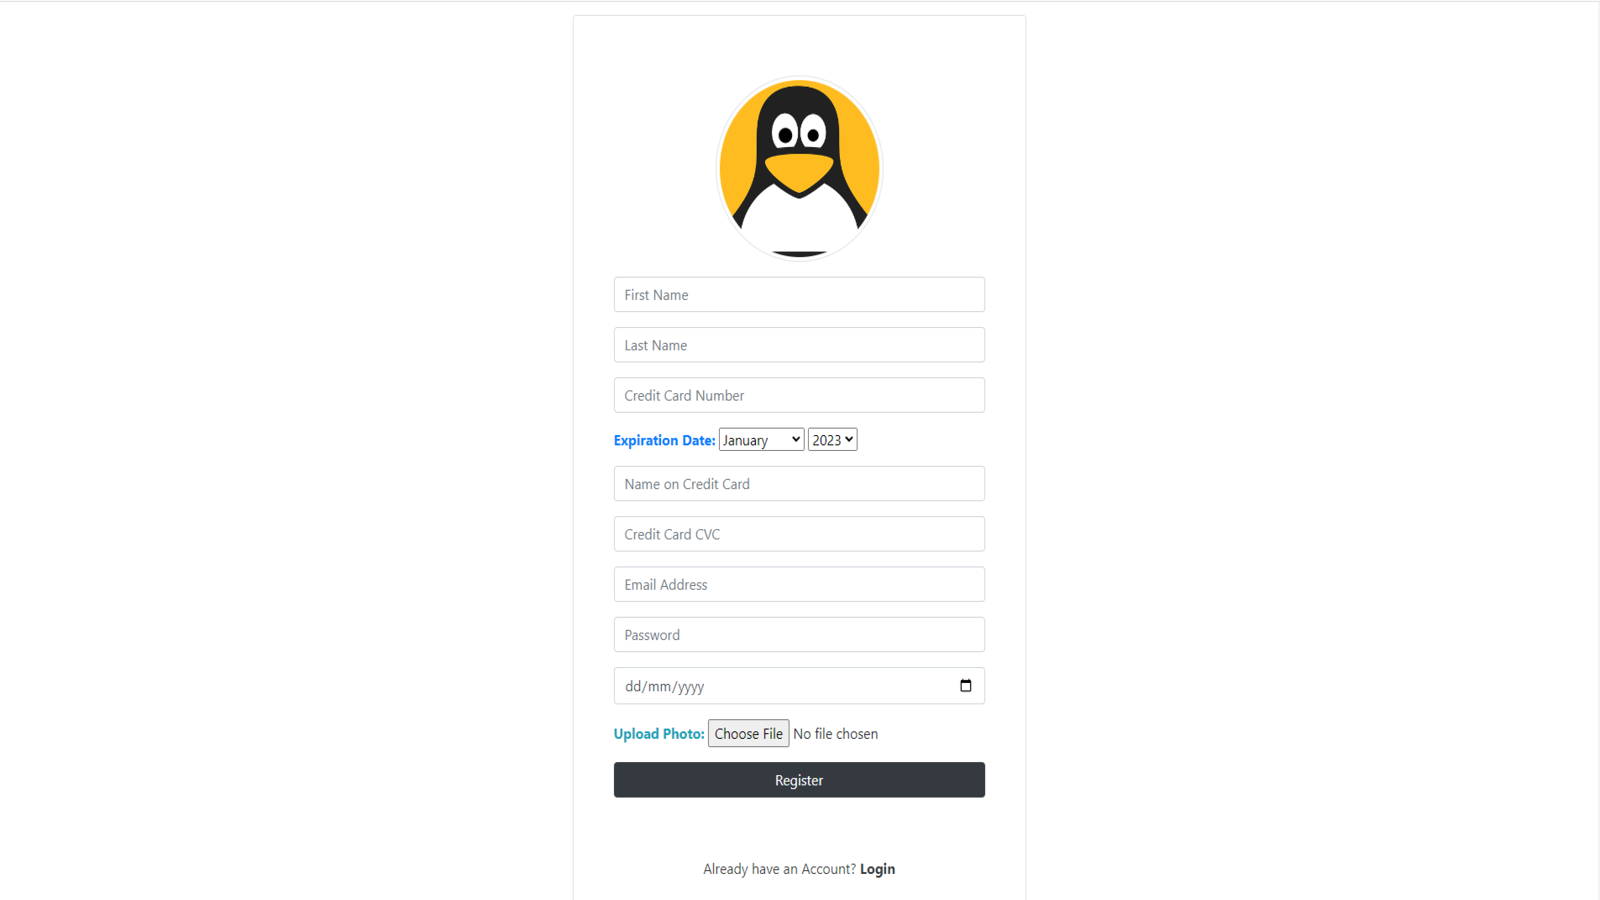 First Name
Last Name
Credit Card Number
Expiration Date: January 2023
Name on Credit Card
Credit Card CVC
Email Address
Password
dd/mm/yyyy
Upload Photo: Choose File No file chosen
Register
Already have an Account? Login